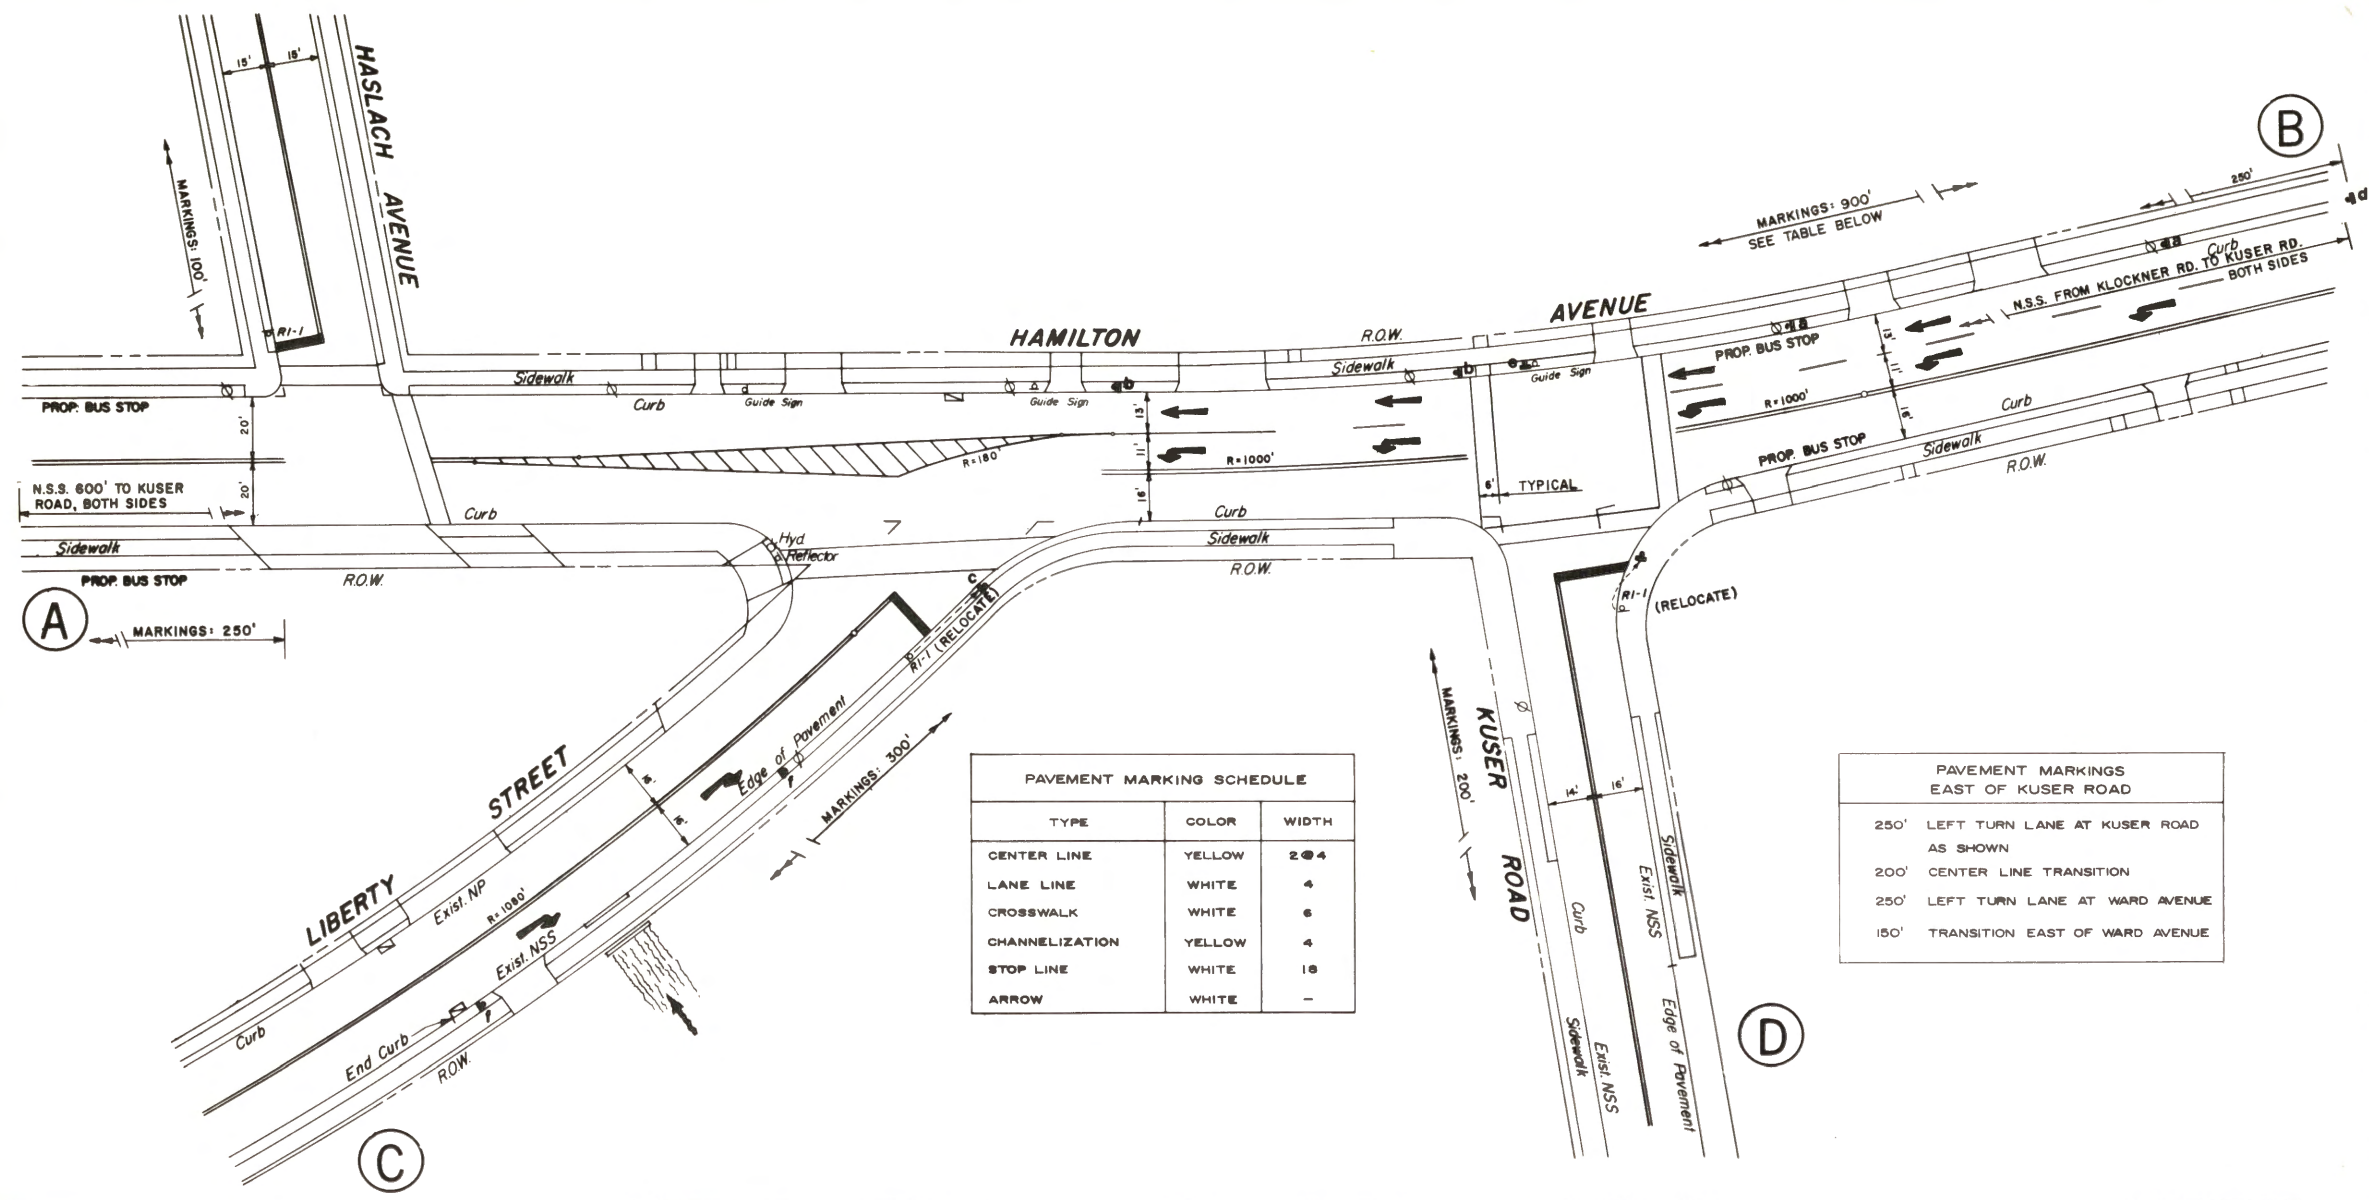 15'
15'
HASLACH AVENUE
MARKINGS: 100'
R1-1
B
250'
d
MARKINGS: 900'
SEE TABLE BELOW
a
Curb
N.S.S. FROM KLOCKNER RD. TO KUSER RD.
BOTH SIDES
HAMILTON AVENUE
R.O.W.
a
PROP. BUS STOP
13'
11'
16'
R=1000'
Curb
PROP. BUS STOP
Sidewalk
R.O.W.
PROP. BUS STOP
Sidewalk
Curb
d
Guide Sign
Guide Sign
b
Sidewalk
b
e
Guide Sign
20'
20'
13'
11'
16'
R=180'
R=1000'
6'
TYPICAL
N.S.S. 600' TO KUSER
ROAD, BOTH SIDES
Curb
Sidewalk
PROP. BUS STOP
R.O.W.
A
MARKINGS: 250'
Hyd.
Reflector
Curb
Sidewalk
R.O.W.
c
R1-1 (RELOCATE)
R1-1 (RELOCATE)
LIBERTY STREET
16'
16'
Edge of Pavement
f
MARKINGS: 300'
Exist. NP
R=1080'
Exist. NSS
f
Curb
End Curb
R.O.W.
C
MARKINGS: 200'
KUSER ROAD
14'
16'
Curb
Sidewalk
Exist. NSS
Sidewalk
Exist. NSS
Edge of Pavement
D
PAVEMENT MARKING SCHEDULE
TYPE COLOR WIDTH
CENTER LINE YELLOW 2@4
LANE LINE WHITE 4
CROSSWALK WHITE 6
CHANNELIZATION YELLOW 4
STOP LINE WHITE 18
ARROW WHITE —
PAVEMENT MARKINGS
EAST OF KUSER ROAD
250' LEFT TURN LANE AT KUSER ROAD
AS SHOWN
200' CENTER LINE TRANSITION
250' LEFT TURN LANE AT WARD AVENUE
150' TRANSITION EAST OF WARD AVENUE